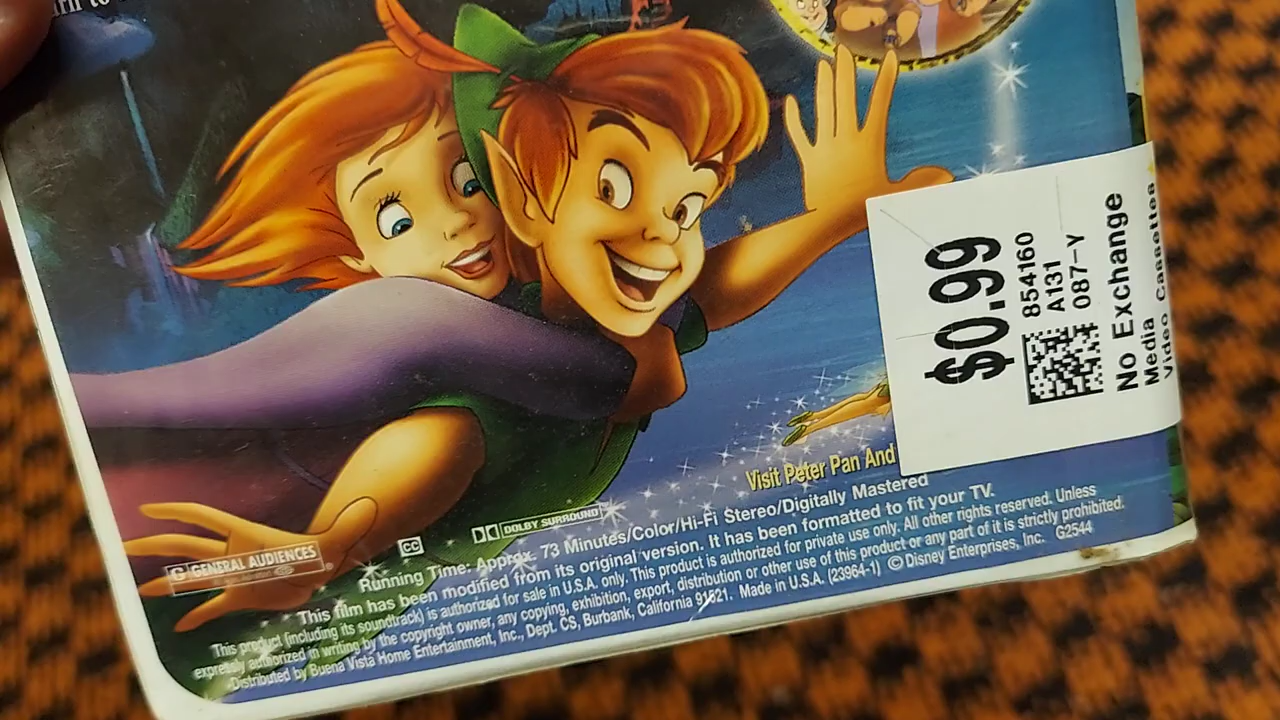 to
$0.99
854160
A131
087-Y
No Exchange
Media
Video Cassettes
Visit Peter Pan And
DOLBY SURROUND
CC
G GENERAL AUDIENCES
Running Time: Approx. 73 Minutes/Color/Hi-Fi Stereo/Digitally Mastered
This film has been modified from its original version. It has been formatted to fit your TV.
This product (including its soundtrack) is authorized for sale in U.S.A. only. This product is authorized for private use only. All other rights reserved. Unless
expressly authorized in writing by the copyright owner, any copying, exhibition, export, distribution or other use of this product or any part of it is strictly prohibited.
Distributed by Buena Vista Home Entertainment, Inc., Dept. CS, Burbank, California 91521. Made in U.S.A. (23964-1) © Disney Enterprises, Inc. G2544